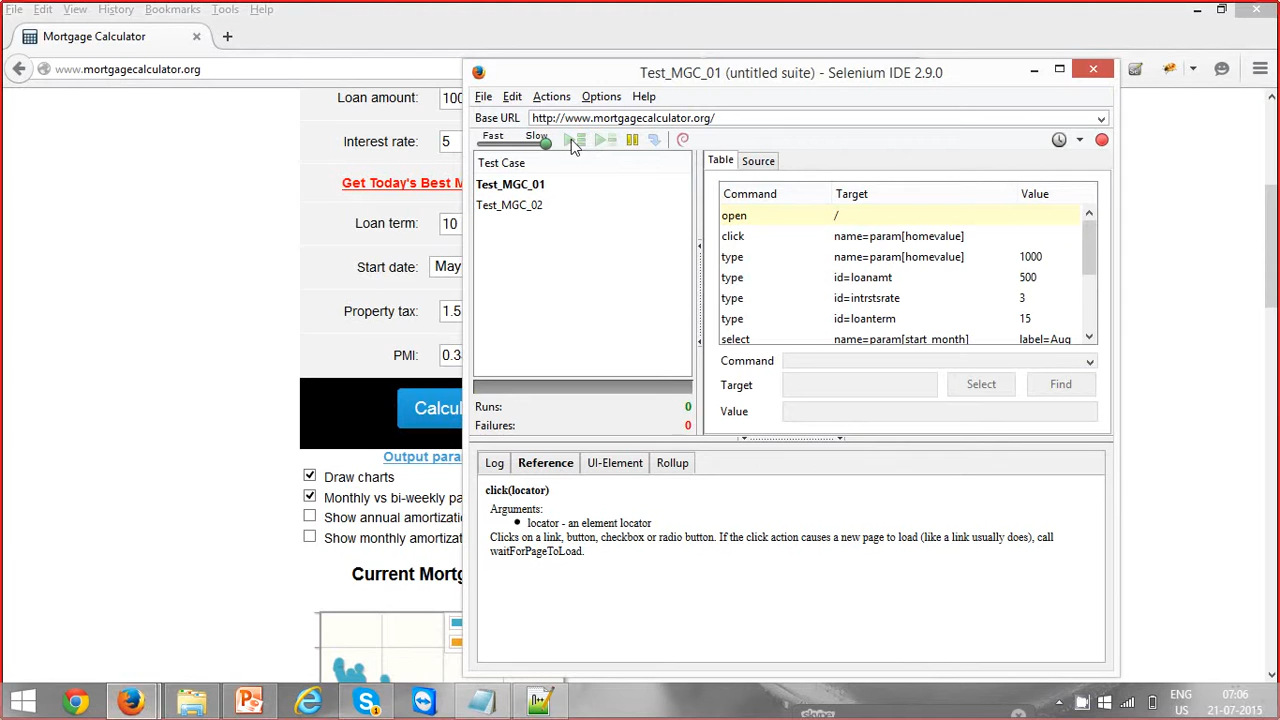 File Edit View History Bookmarks Tools Help
Mortgage Calculator
www.mortgagecalculator.org
Loan amount: 100
Interest rate: 5
Get Today's Best M
Loan term: 10
Start date: May
Property tax: 1.5
PMI: 0.3
Calcul
Output para
Draw charts
Monthly vs bi-weekly pa
Show annual amortizati
Show monthly amortizat
Current Mortg
Test_MGC_01 (untitled suite) - Selenium IDE 2.9.0
File Edit Actions Options Help
Base URL http://www.mortgagecalculator.org/
Fast Slow
Test Case
Test_MGC_01
Test_MGC_02
Runs: 0
Failures: 0
Table Source
Command Target Value
open /
click name=param[homevalue]
type name=param[homevalue] 1000
type id=loanamt 500
type id=intrstsrate 3
type id=loanterm 15
select name=param[start_month] label=Aug
Command
Target Select Find
Value
Log Reference UI-Element Rollup
click(locator)
Arguments:
locator - an element locator
Clicks on a link, button, checkbox or radio button. If the click action causes a new page to load (like a link usually does), call
waitForPageToLoad.
ENG 07:06
US 21-07-2015